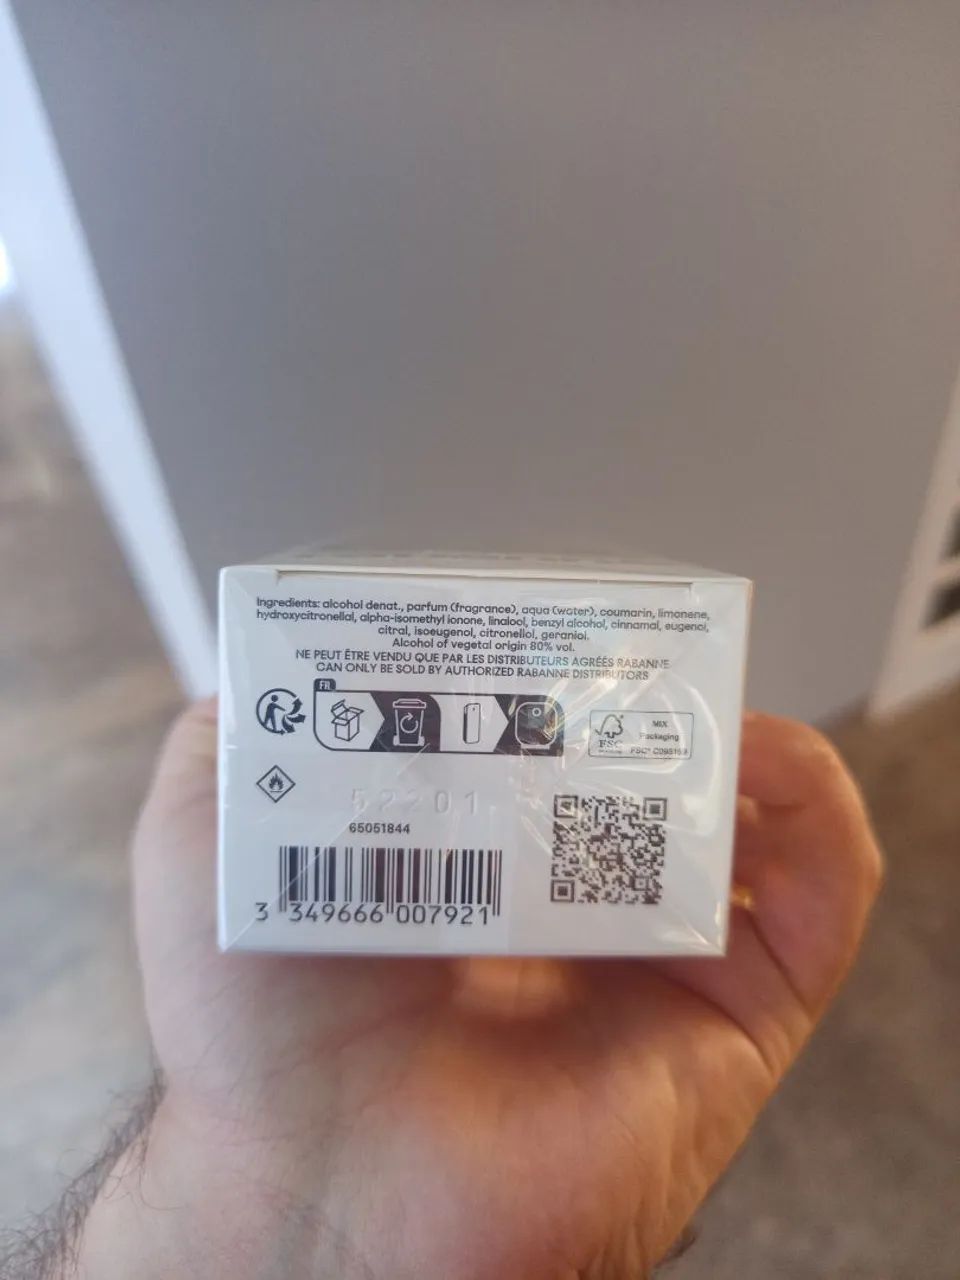 Ingredients: alcohol denat., parfum (fragrance), aqua (water), coumarin, limonene,
hydroxycitronellal, alpha-isomethyl ionone, linalool, benzyl alcohol, cinnamal, eugenol,
citral, isoeugenol, citronellol, geraniol.
Alcohol of vegetal origin 80% vol.
NE PEUT ÊTRE VENDU QUE PAR LES DISTRIBUTEURS AGRÉÉS RABANNE
CAN ONLY BE SOLD BY AUTHORIZED RABANNE DISTRIBUTORS
FR
FSC
MIX
Packaging
FSC®
52201
65051844
3 349666 007921